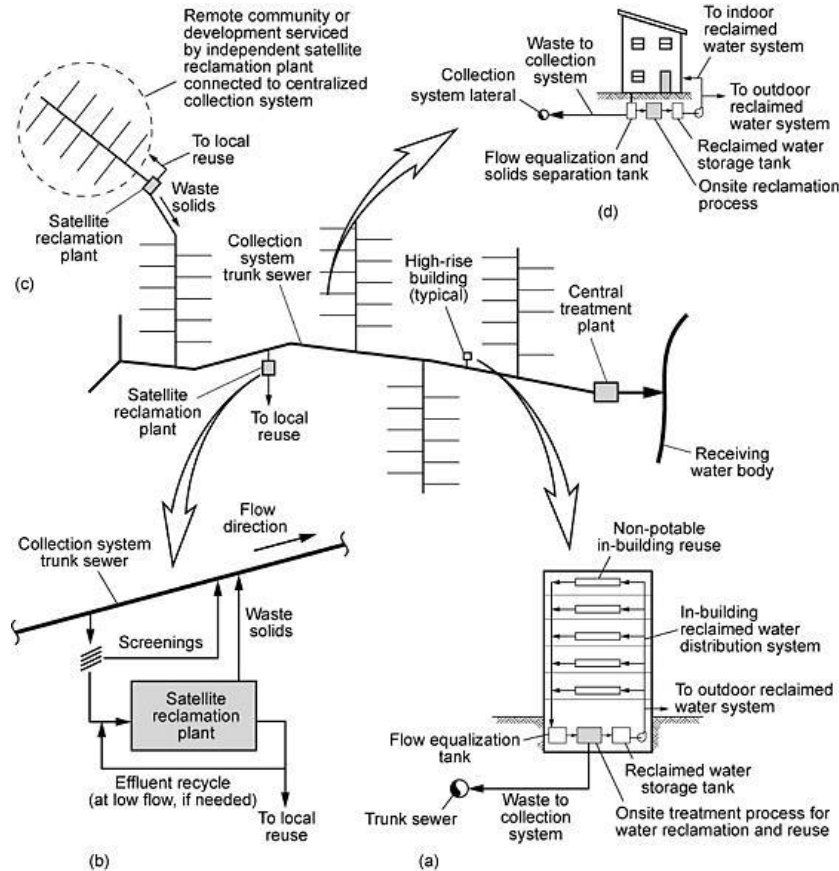 Remote community or
development serviced
by independent satellite
reclamation plant
connected to centralized
collection system
To local
reuse
Waste
solids
Satellite
reclamation
plant
(c)
Waste to
collection
system
Collection
system lateral
To indoor
reclaimed
water system
To outdoor
reclaimed
water system
Flow equalization and
solids separation tank
Reclaimed water
storage tank
Onsite reclamation
process
(d)
Collection
system
trunk sewer
High-rise
building
(typical)
Central
treatment
plant
Satellite
reclamation
plant
To local
reuse
Receiving
water body
Flow
direction
Collection system
trunk sewer
Screenings
Waste
solids
Satellite
reclamation
plant
Effluent recycle
(at low flow, if needed)
To local
reuse
(b)
Non-potable
in-building reuse
In-building
reclaimed water
distribution system
To outdoor reclaimed
water system
Flow equalization
tank
Reclaimed water
storage tank
Trunk sewer
Waste to
collection
system
Onsite treatment process for
water reclamation and reuse
(a)